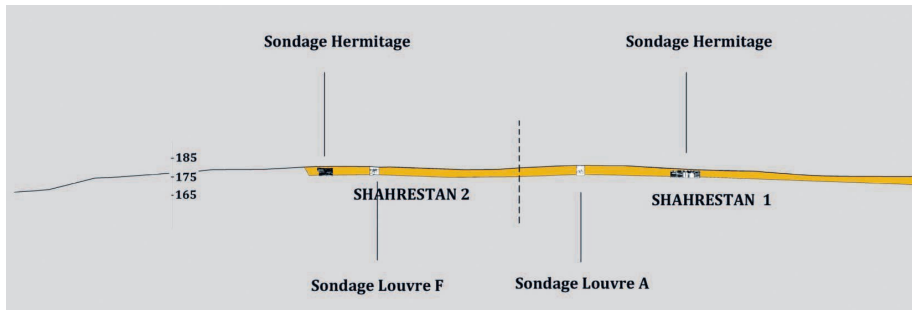 Sondage Hermitage
Sondage Hermitage
-185
-175
-165
SHAHRESTAN 2
SHAHRESTAN 1
Sondage Louvre F
Sondage Louvre A